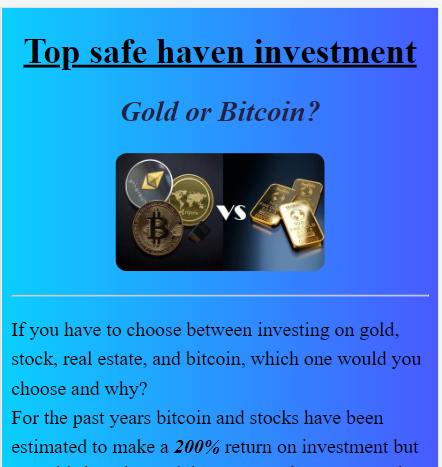 Top safe haven investment
Gold or Bitcoin?
VS
If you have to choose between investing on gold,
stock, real estate, and bitcoin, which one would you
choose and why?
For the past years bitcoin and stocks have been
estimated to make a 200% return on investment but